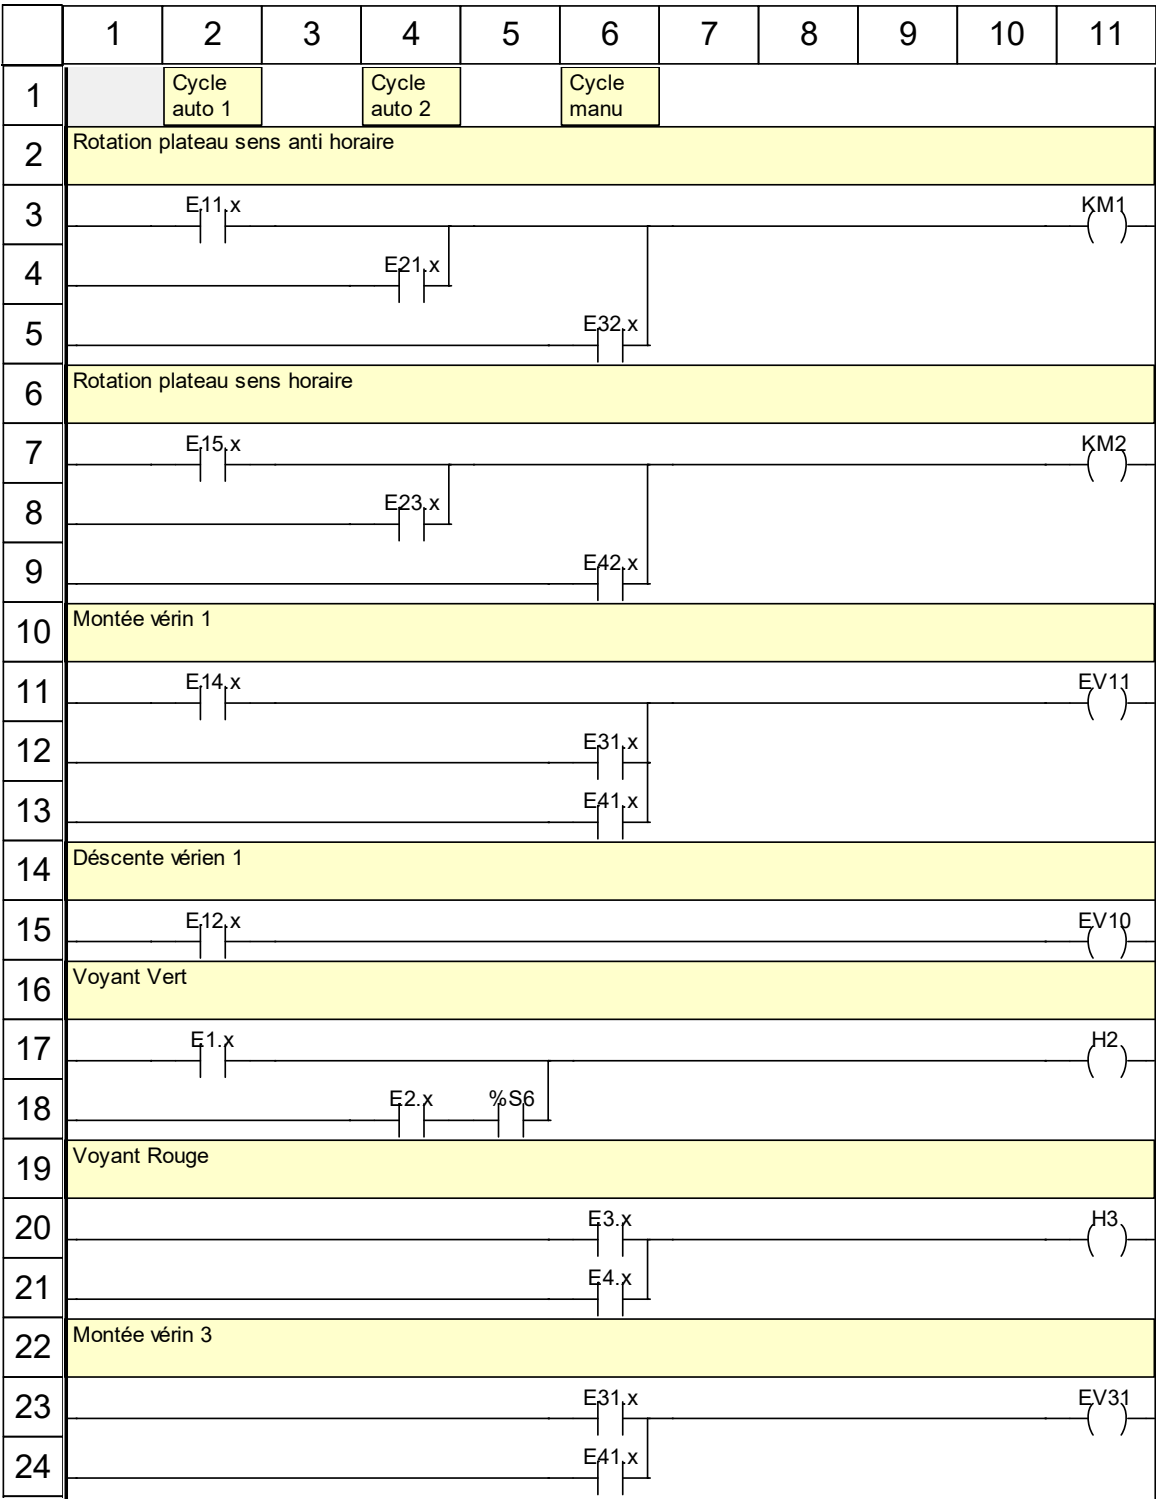 1 2 3 4 5 6 7 8 9 10 11
1 Cycle auto 1 Cycle auto 2 Cycle manu
2 Rotation plateau sens anti horaire
3 E11.x KM1
4 E21.x
5 E32.x
6 Rotation plateau sens horaire
7 E15.x KM2
8 E23.x
9 E42.x
10 Montée vérin 1
11 E14.x EV11
12 E31.x
13 E41.x
14 Déscente vérien 1
15 E12.x EV10
16 Voyant Vert
17 E1.x H2
18 E2.x %S6
19 Voyant Rouge
20 E3.x H3
21 E4.x
22 Montée vérin 3
23 E31.x EV31
24 E41.x